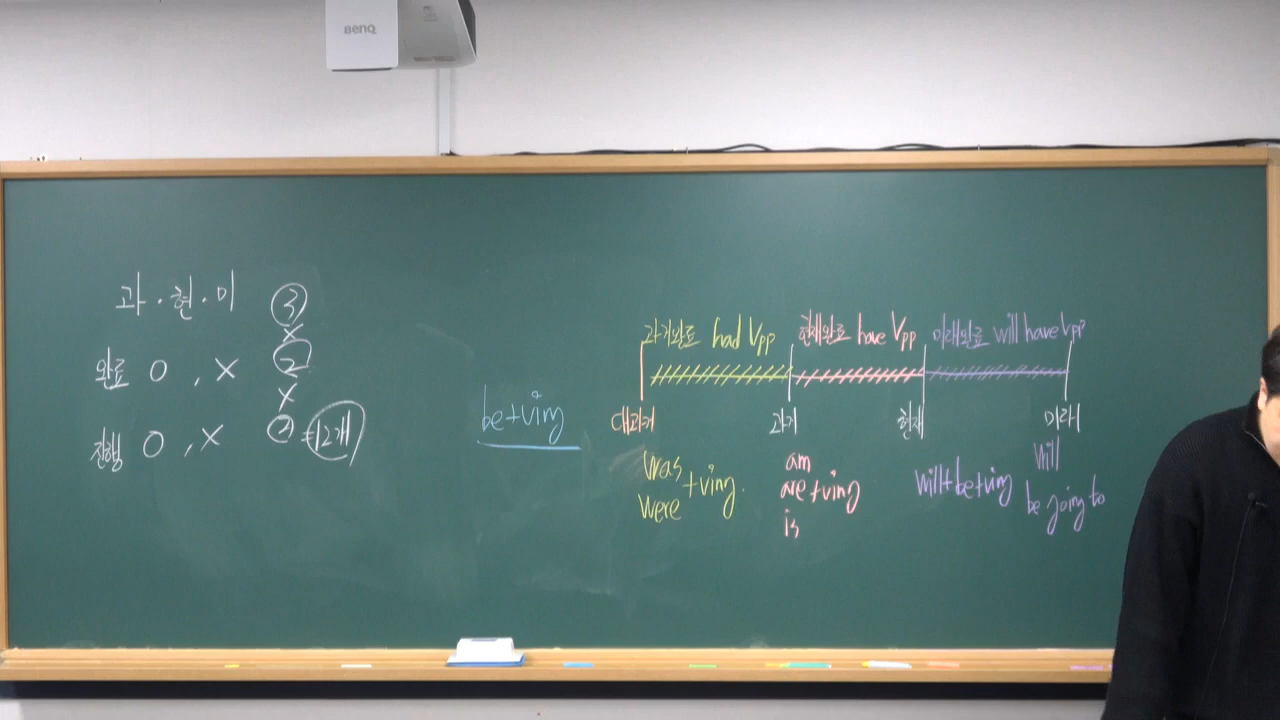 BenQ
과 · 현 · 미 ③
x
완료 O , X ②
x
진행 O , X ② =12개
be+ving
과거완료 had Vpp 현재완료 have Vpp 미래완료 will have Vpp
대과거 과거 현재 미래
was
were
+ving.
am
are +ving
is
will+be+ving
will
be going to